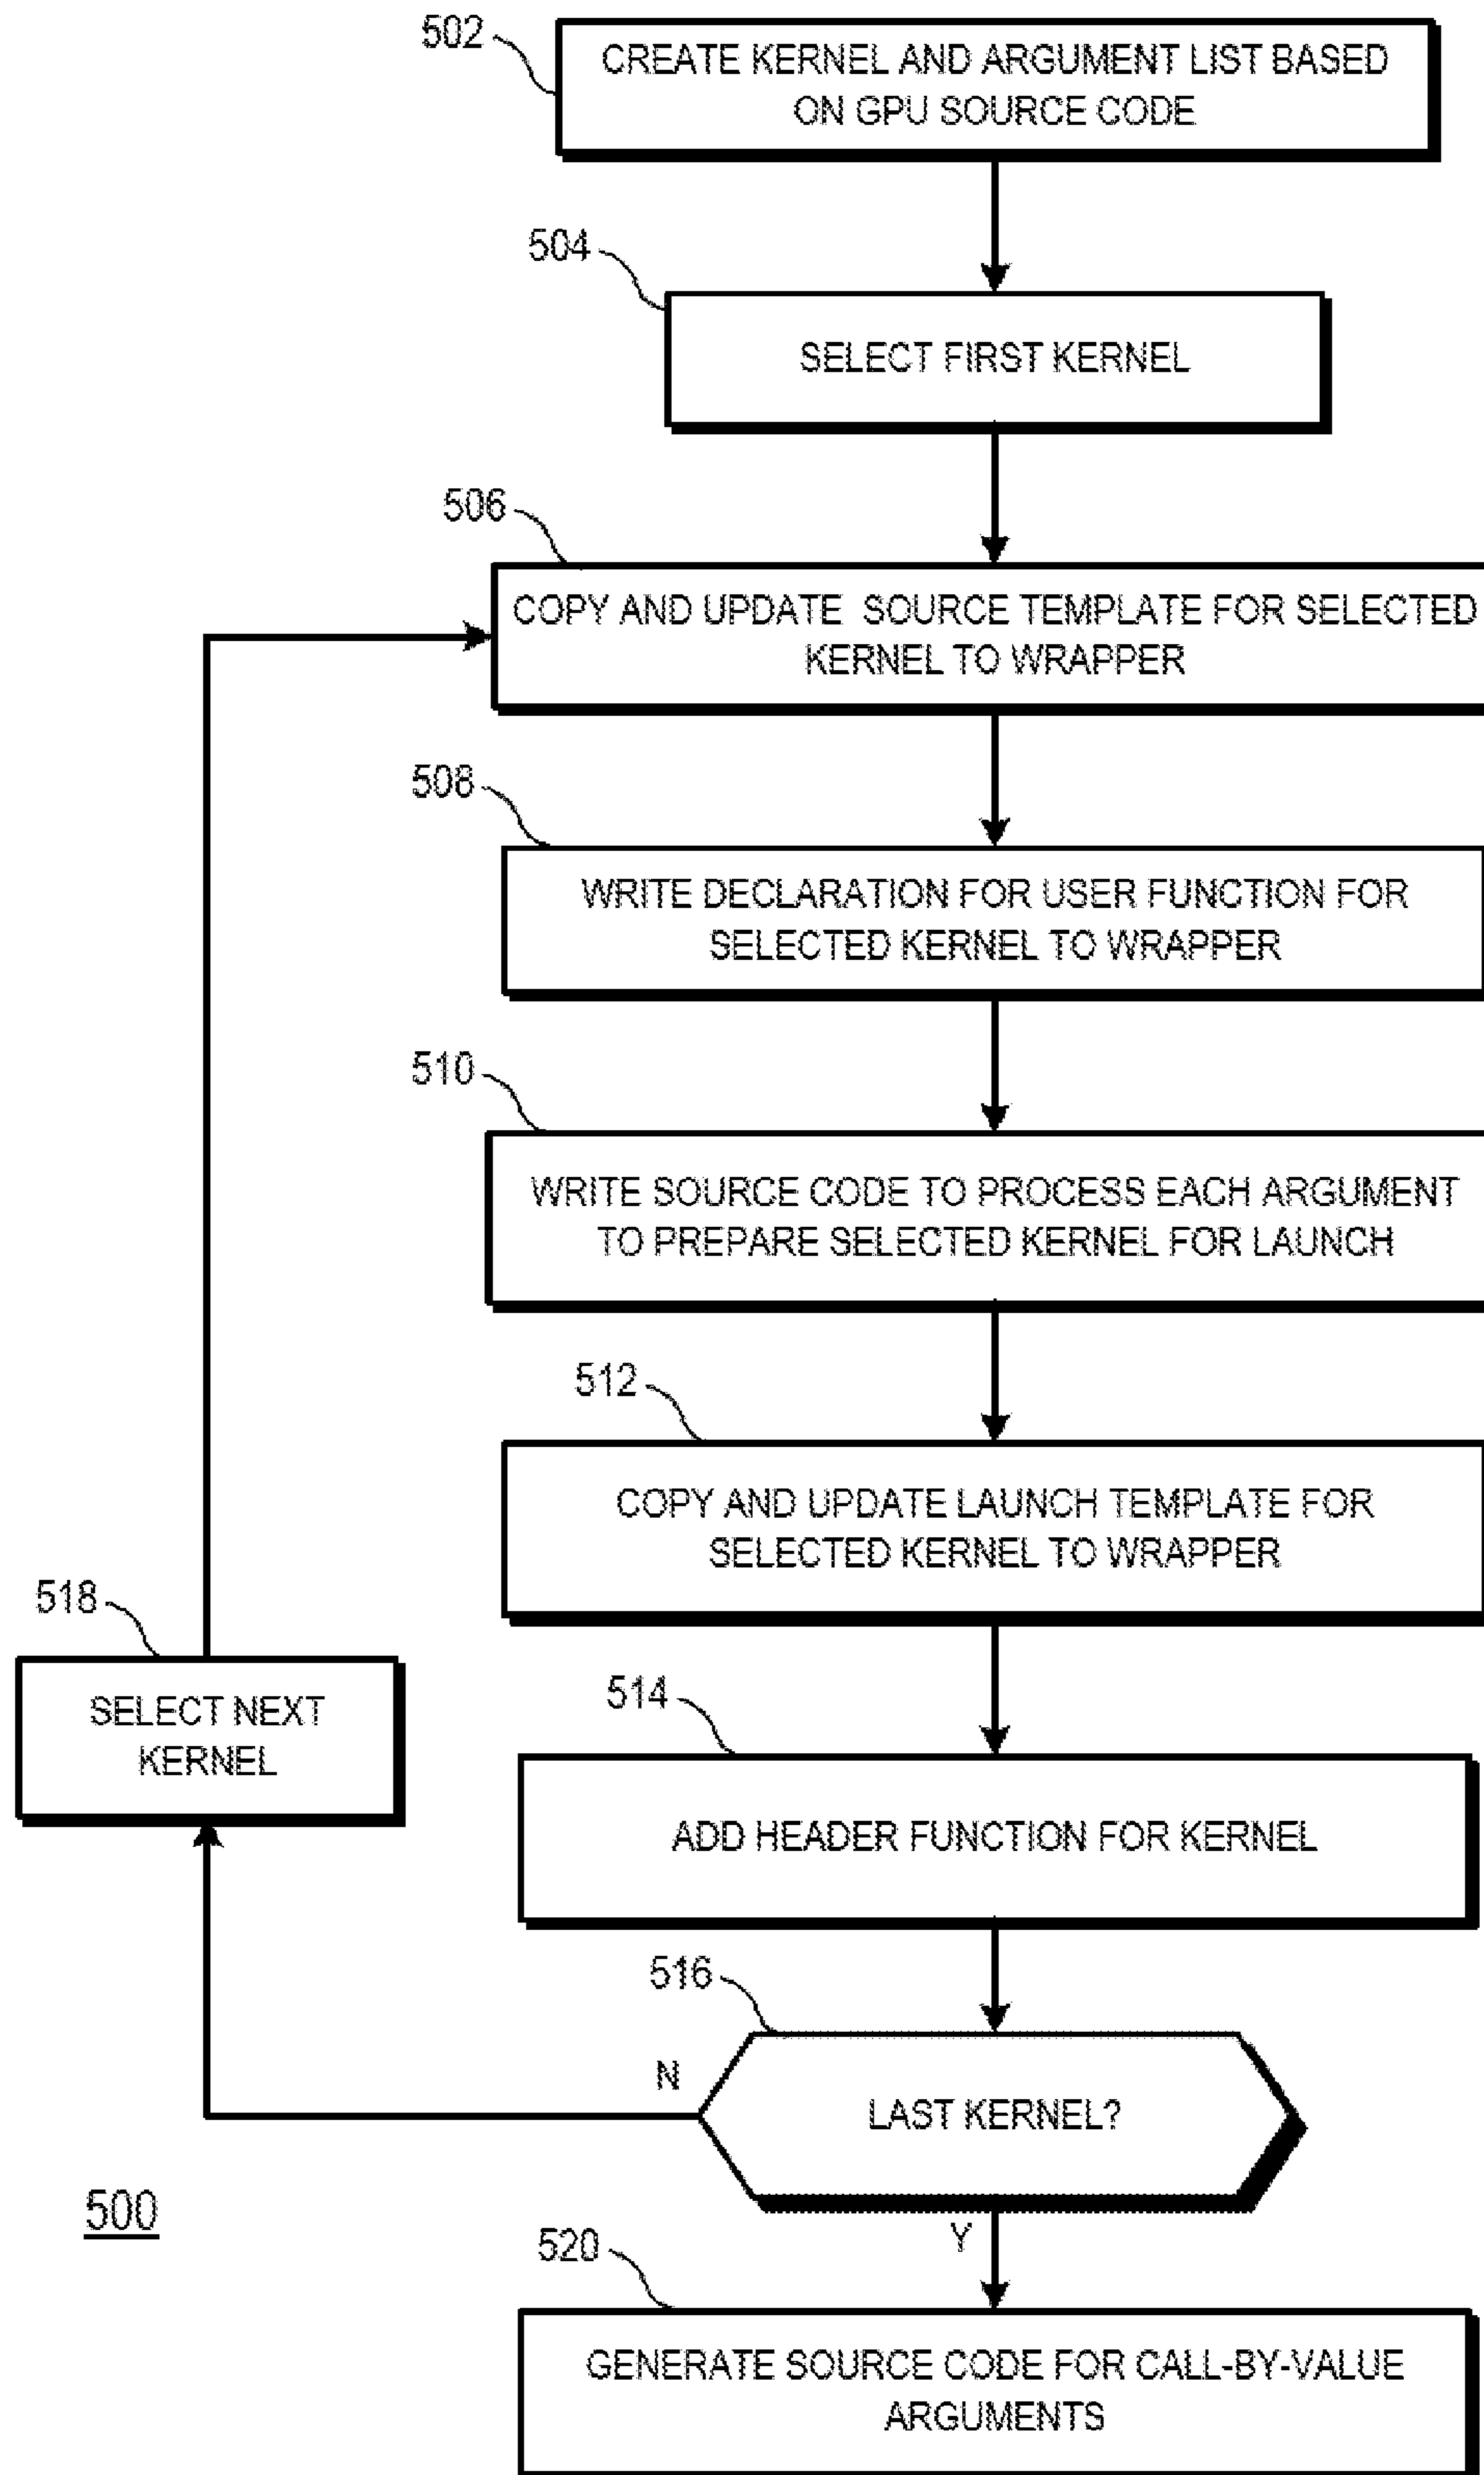 502
CREATE KERNEL AND ARGUMENT LIST BASED
ON GPU SOURCE CODE
504
SELECT FIRST KERNEL
506
COPY AND UPDATE SOURCE TEMPLATE FOR SELECTED
KERNEL TO WRAPPER
508
WRITE DECLARATION FOR USER FUNCTION FOR
SELECTED KERNEL TO WRAPPER
510
WRITE SOURCE CODE TO PROCESS EACH ARGUMENT
TO PREPARE SELECTED KERNEL FOR LAUNCH
512
COPY AND UPDATE LAUNCH TEMPLATE FOR
SELECTED KERNEL TO WRAPPER
518
SELECT NEXT
KERNEL
514
ADD HEADER FUNCTION FOR KERNEL
516
N
LAST KERNEL?
500
Y
520
GENERATE SOURCE CODE FOR CALL-BY-VALUE
ARGUMENTS